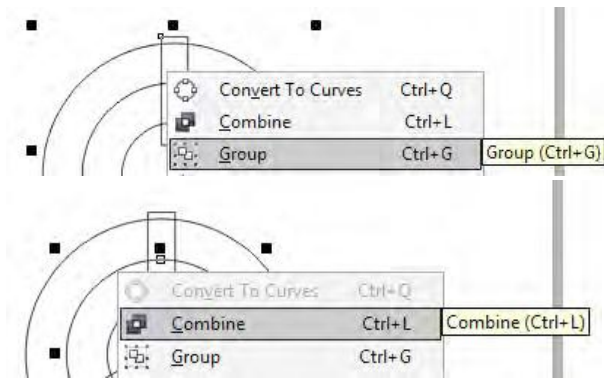 Convert To Curves Ctrl+Q
Combine Ctrl+L
Group Ctrl+G Group (Ctrl+G)
Convert To Curves Ctrl+Q
Combine Ctrl+L Combine (Ctrl+L)
Group Ctrl+G